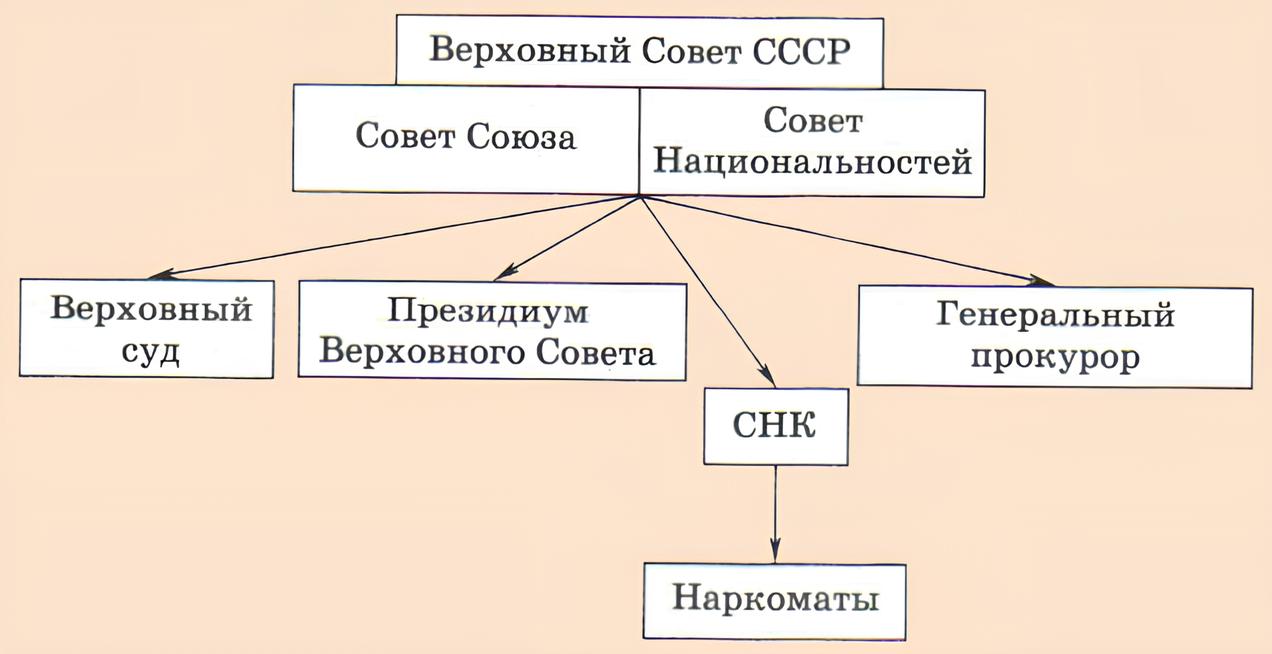 Верховный Совет СССР
Совет Союза
Совет
Национальностей
Верховный
суд
Президиум
Верховного Совета
Генеральный
прокурор
СНК
Наркоматы